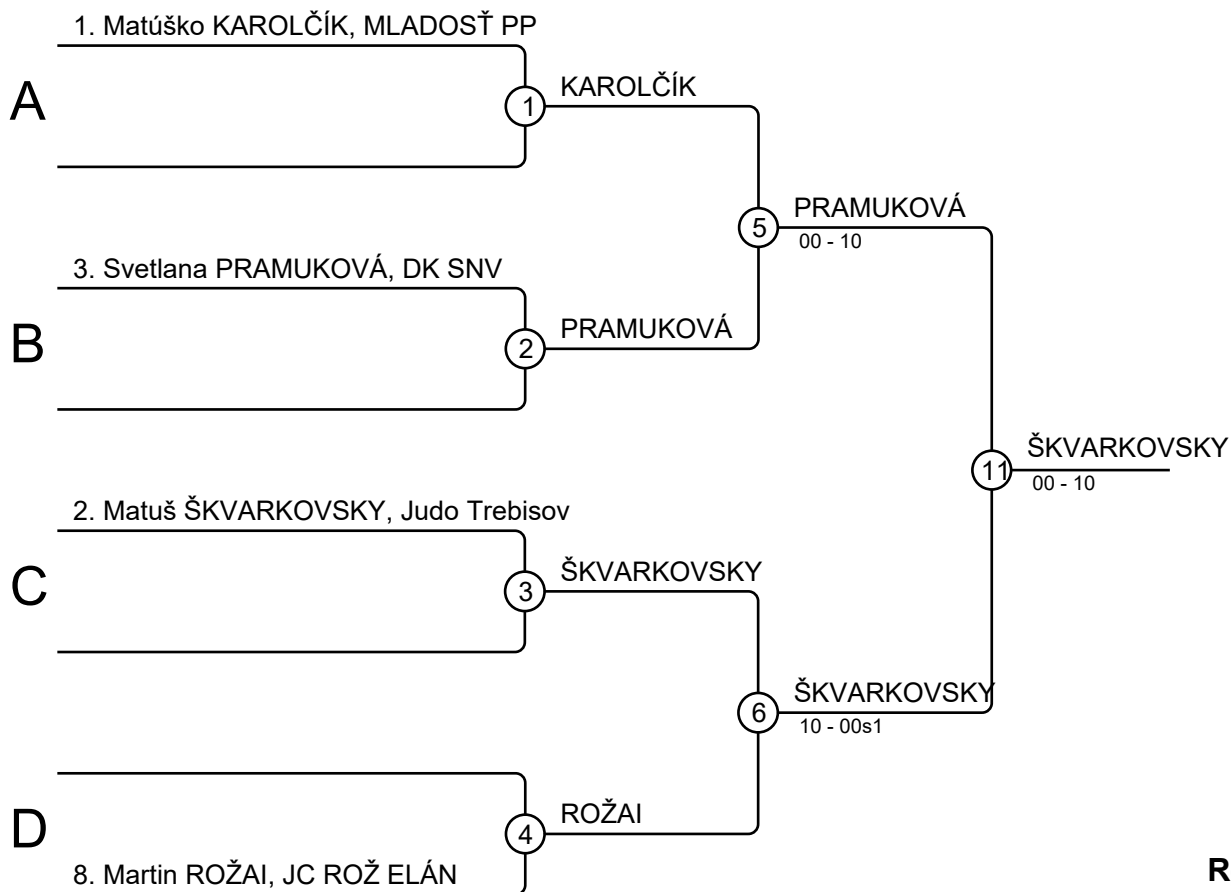 1. Matúško KAROLČÍK, MLADOSŤ PP
A
1
KAROLČÍK
5
PRAMUKOVÁ
00 - 10
3. Svetlana PRAMUKOVÁ, DK SNV
B
2
PRAMUKOVÁ
11
ŠKVARKOVSKY
00 - 10
2. Matuš ŠKVARKOVSKY, Judo Trebisov
C
3
ŠKVARKOVSKY
6
ŠKVARKOVSKY
10 - 00s1
D
4
ROŽAI
8. Martin ROŽAI, JC ROŽ ELÁN
R